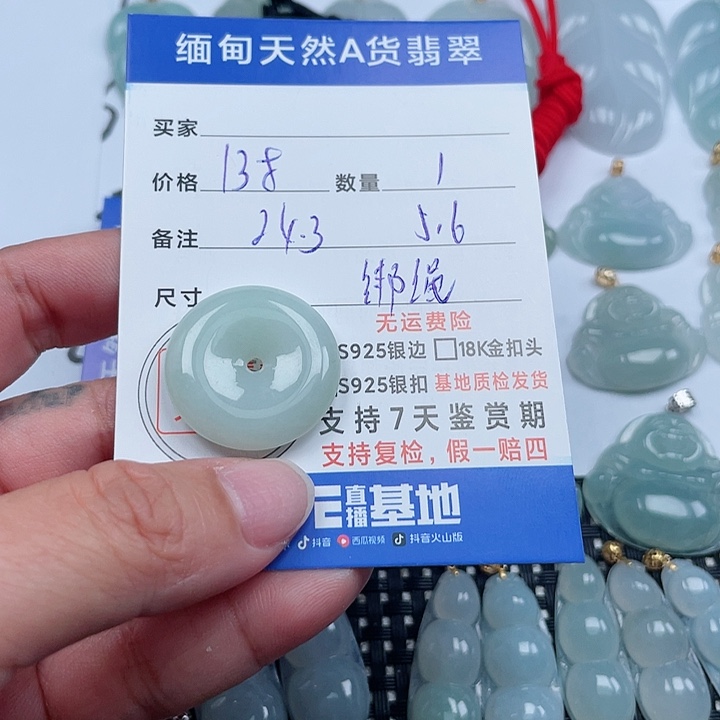 缅甸天然A货翡翠
买家
价格 138 数量 1
备注 24.3 5.6
尺寸 绑绳
无运费险
S925银边 □18K金扣头
S925银扣 基地质检发货
支持7天鉴赏期
支持复检，假一赔四
直播基地
抖音 西瓜视频 抖音火山版